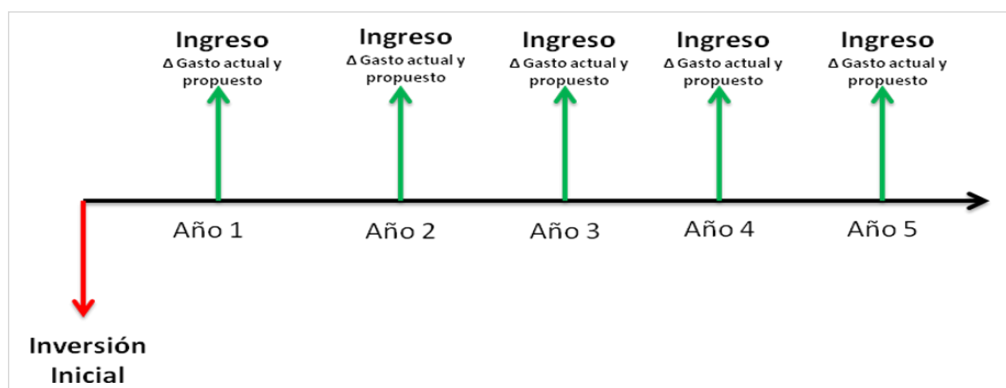 Ingreso
Δ Gasto actual y
propuesto
Ingreso
Δ Gasto actual y
propuesto
Ingreso
Δ Gasto actual y
propuesto
Ingreso
Δ Gasto actual y
propuesto
Ingreso
Δ Gasto actual y
propuesto
Año 1
Año 2
Año 3
Año 4
Año 5
Inversión
Inicial